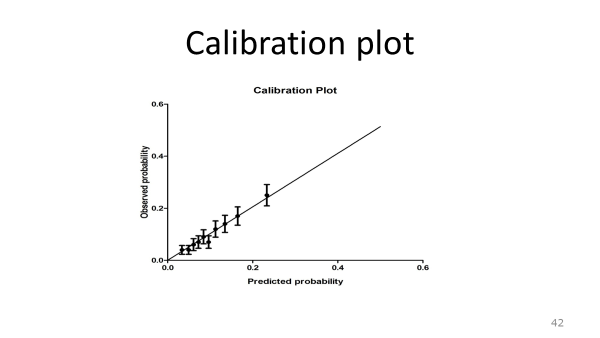 Calibration plot
Calibration Plot
Observed probability
0.6
0.4
0.2
0.0
0.0 0.2 0.4 0.6
Predicted probability
42